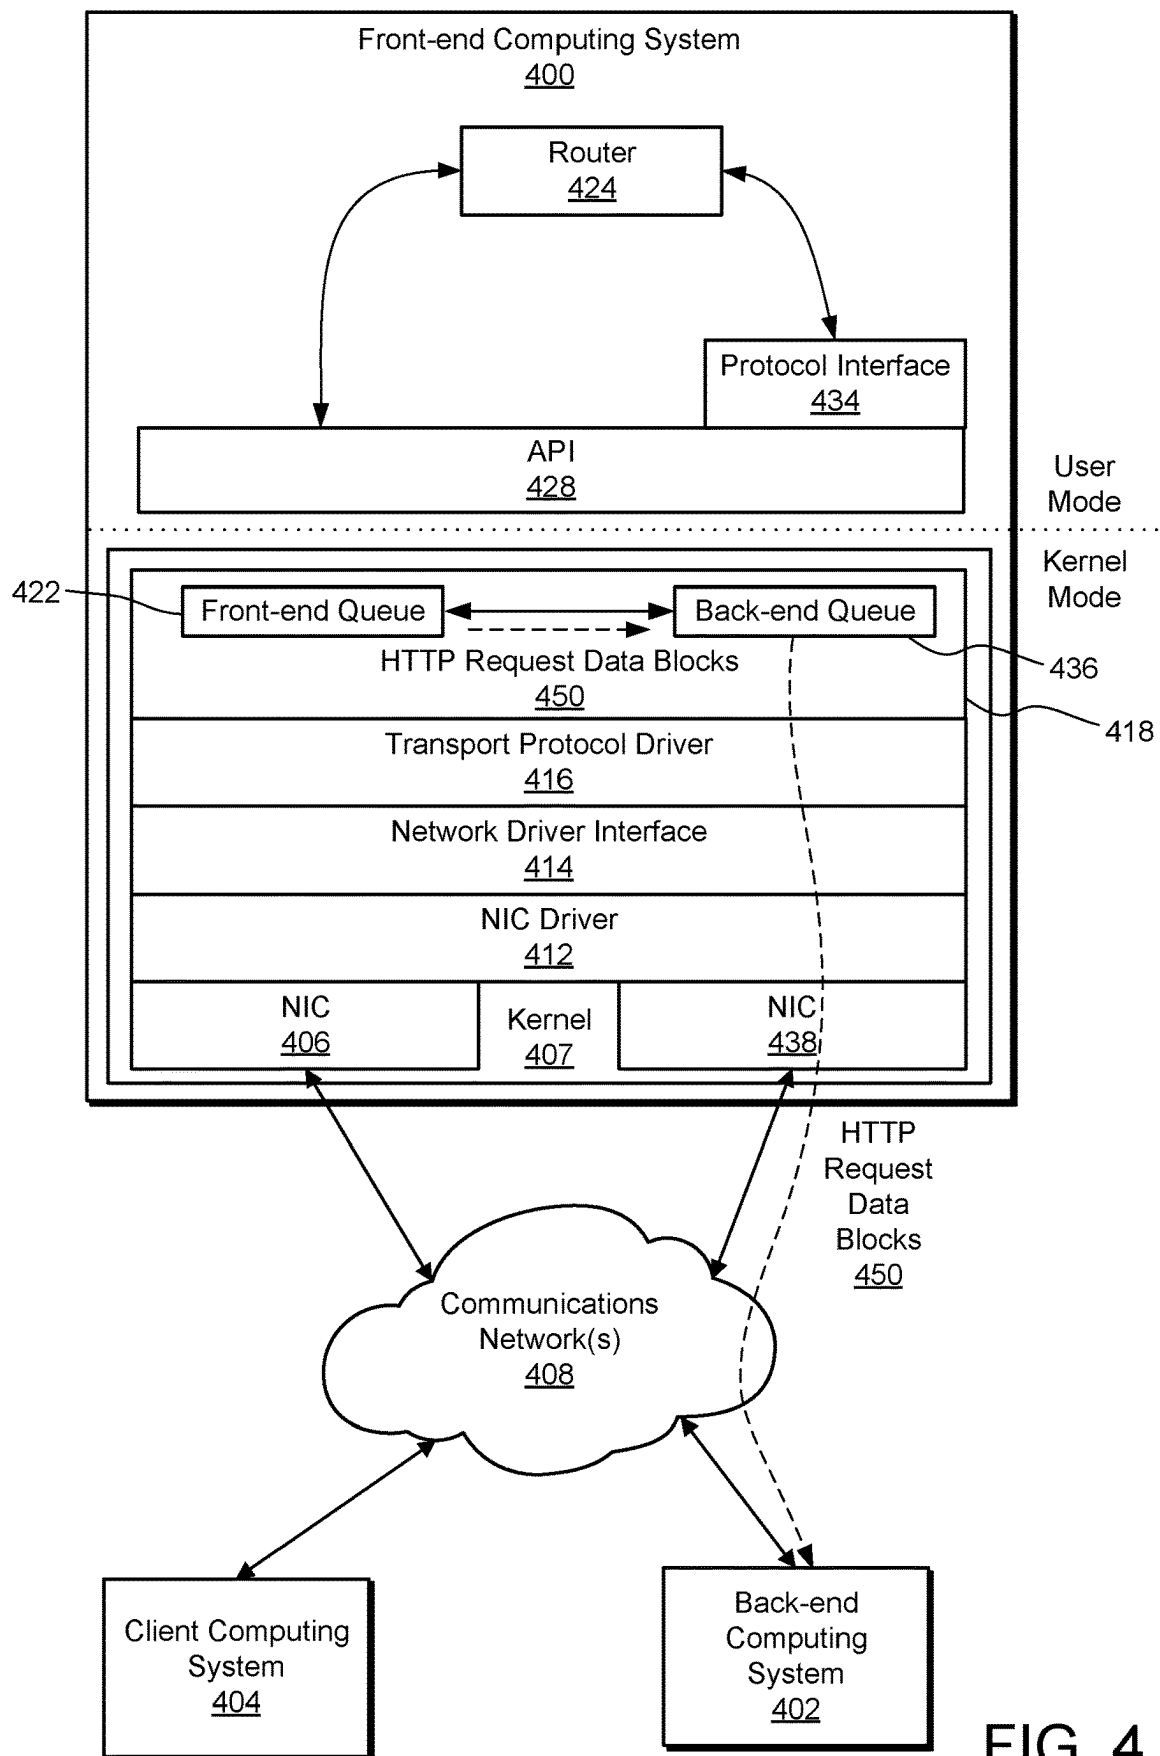 Front-end Computing System
400
Router
424
Protocol Interface
434
API
428
User
Mode
Kernel
Mode
422
Front-end Queue
Back-end Queue
436
HTTP Request Data Blocks
450
418
Transport Protocol Driver
416
Network Driver Interface
414
NIC Driver
412
NIC
406
Kernel
407
NIC
438
HTTP
Request
Data
Blocks
450
Communications
Network(s)
408
Client Computing
System
404
Back-end
Computing
System
402
FIG. 4